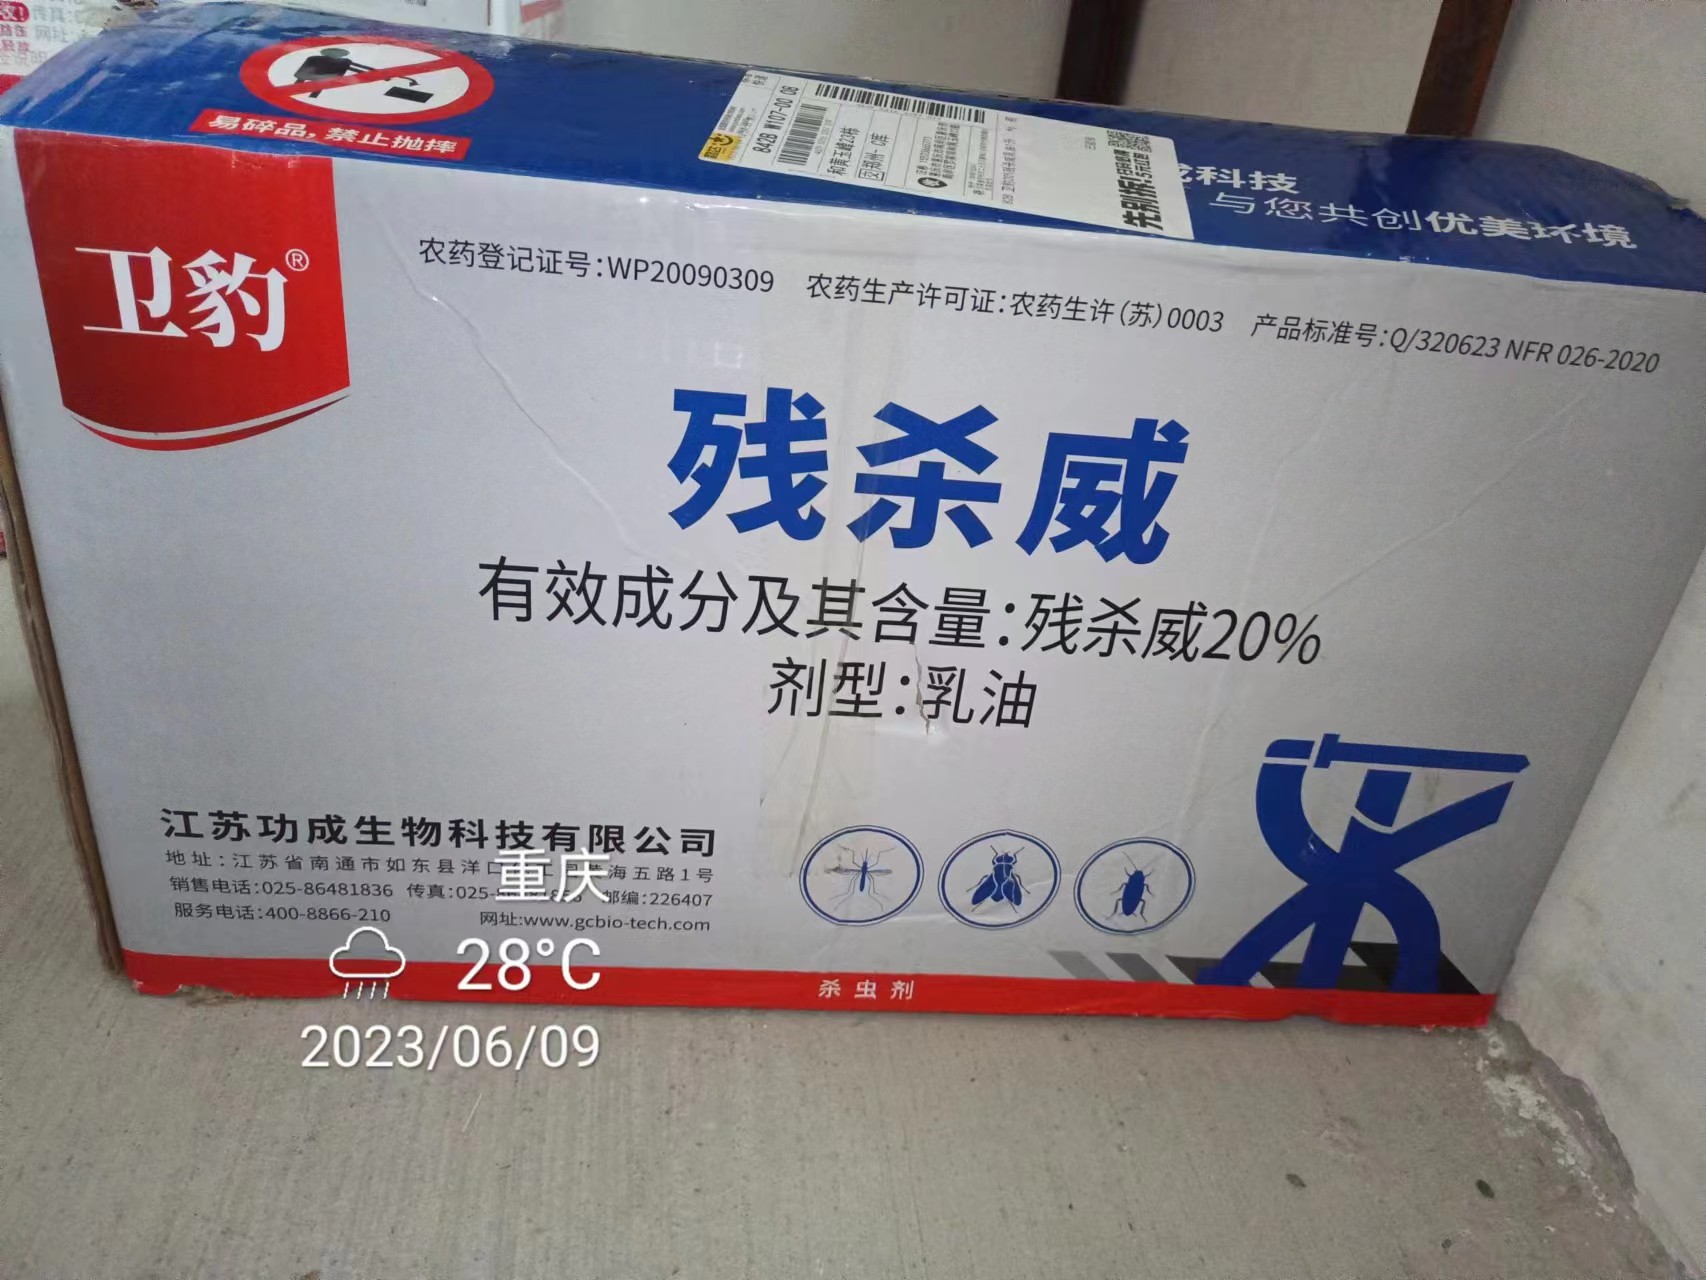 易碎品，禁止抛摔
842B W107-00 08
科技
与您共创优美环境
卫豹®
农药登记证号：WP20090309 农药生产许可证：农药生许（苏）0003 产品标准号：Q/320623 NFR 026-2020
残杀威
有效成分及其含量：残杀威20%
剂型：乳油
江苏功成生物科技有限公司
地址：江苏省南通市如东县洋口 海五路1号
销售电话：025-86481836 传真：025- 邮编：226407
服务电话：400-8866-210 网址：www.gcbio-tech.com
杀虫剂
重庆
28°C
2023/06/09